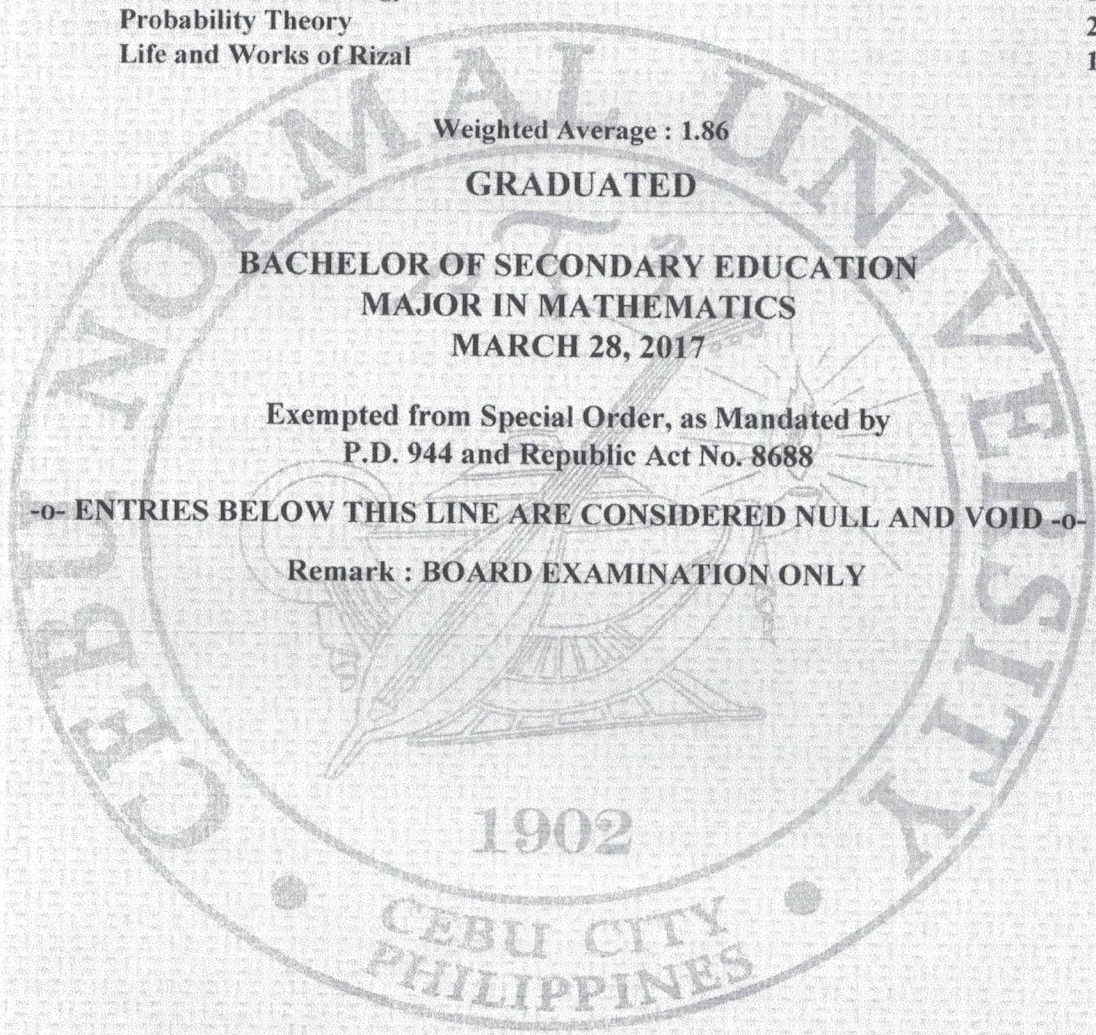 Probability Theory 2
Life and Works of Rizal 1
Weighted Average : 1.86
GRADUATED
BACHELOR OF SECONDARY EDUCATION
MAJOR IN MATHEMATICS
MARCH 28, 2017
Exempted from Special Order, as Mandated by
P.D. 944 and Republic Act No. 8688
-o- ENTRIES BELOW THIS LINE ARE CONSIDERED NULL AND VOID -o-
Remark : BOARD EXAMINATION ONLY
CEBU NORMAL UNIVERSITY
1902
CEBU CITY
PHILIPPINES